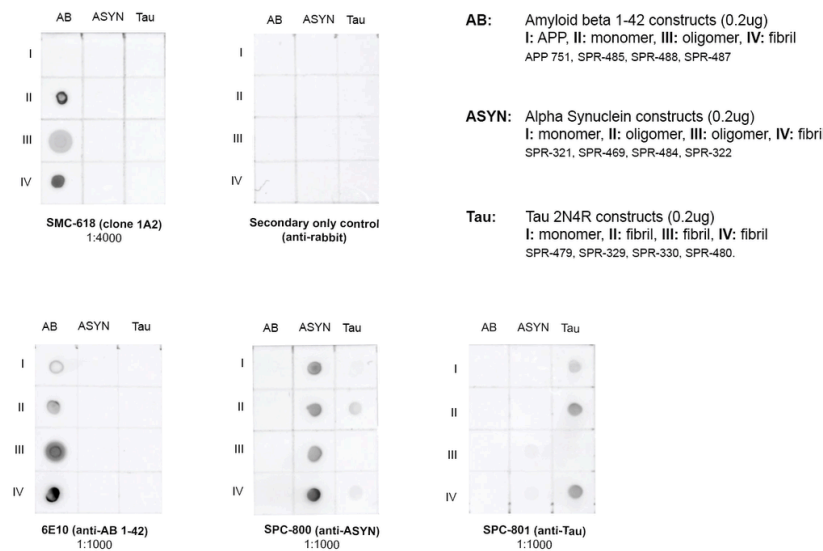 AB ASYN Tau
I
II
III
IV
SMC-618 (clone 1A2)
1:4000
II
III
IV
Secondary only control
(anti-rabbit)
AB: Amyloid beta 1-42 constructs (0.2ug)
I: APP, II: monomer, III: oligomer, IV: fibril
APP 751, SPR-485, SPR-488, SPR-487
ASYN: Alpha Synuclein constructs (0.2ug)
I: monomer, II: oligomer, III: oligomer, IV: fibri
SPR-321, SPR-469, SPR-484, SPR-322
Tau: Tau 2N4R constructs (0.2ug)
I: monomer, II: fibril, III: fibril, IV: fibril
SPR-479, SPR-329, SPR-330, SPR-480.
AB ASYN Tau
I
II
III
IV
6E10 (anti-AB 1-42)
1:1000
AB ASYN Tau
I
II
III
IV
SPC-800 (anti-ASYN)
1:1000
AB ASYN Tau
I
II
III
IV
SPC-801 (anti-Tau)
1:1000